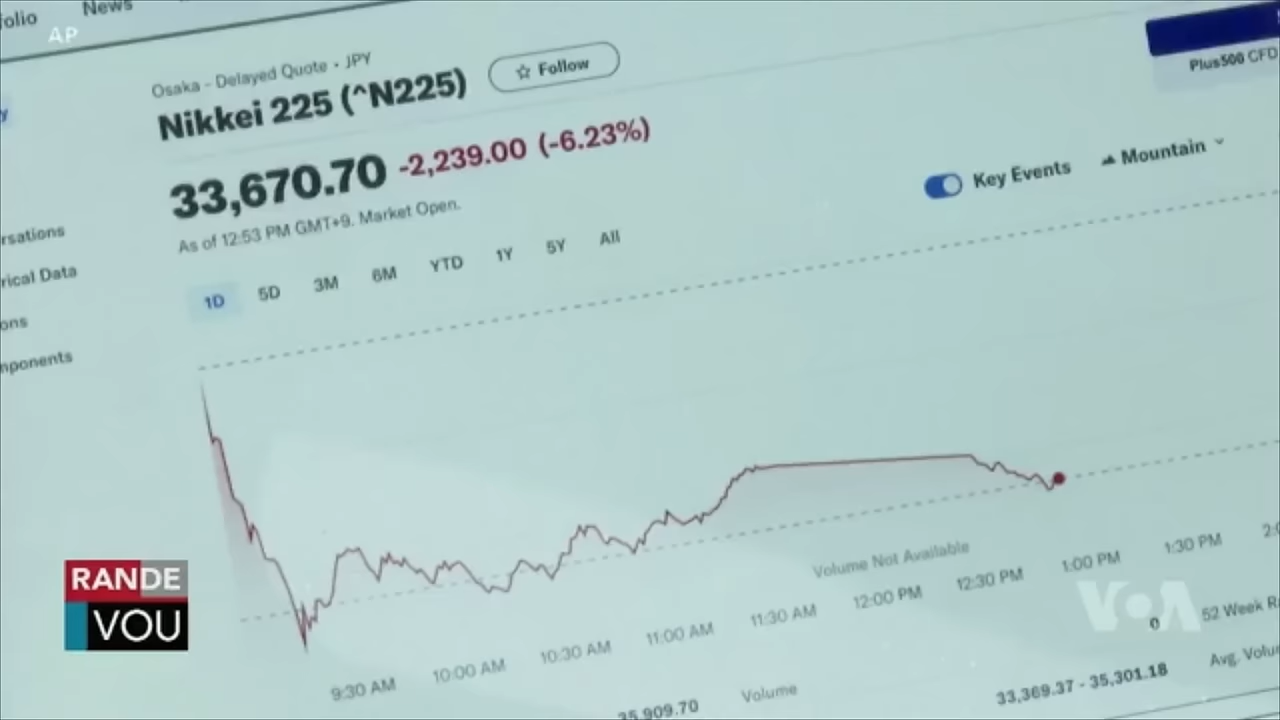 folio
News
AP
Osaka - Delayed Quote • JPY
Nikkei 225 (^N225)
☆ Follow
33,670.70 -2,239.00 (-6.23%)
As of 12:53 PM GMT+9. Market Open.
Plus500 CFD
Key Events
Mountain
1D 5D 3M 6M YTD 1Y 5Y All
rsations
rical Data
ons
mponents
Volume Not Available
9:30 AM 10:00 AM 10:30 AM 11:00 AM 11:30 AM 12:00 PM 12:30 PM 1:00 PM 1:30 PM
RANDE
VOU
VOA
0
52 Week
35,909.70
Volume
33,369.37 - 35,301.18
Avg.